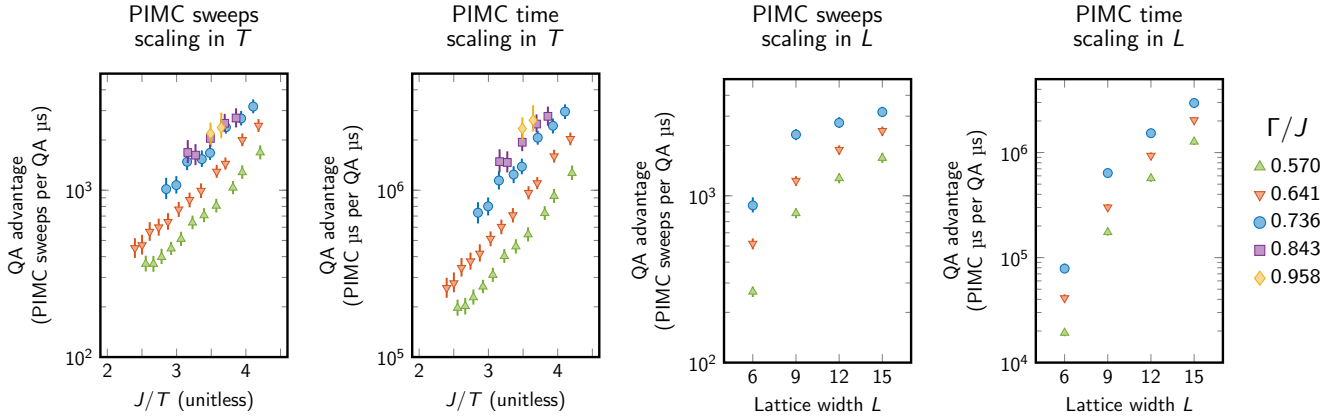 PIMC sweeps
scaling in T
QA advantage
(PIMC sweeps per QA µs)
10³
10²
2
3
4
J/T (unitless)
PIMC time
scaling in T
QA advantage
(PIMC µs per QA µs)
10⁶
10⁵
2
3
4
J/T (unitless)
PIMC sweeps
scaling in L
QA advantage
(PIMC sweeps per QA µs)
10³
10²
6
9
12
15
Lattice width L
PIMC time
scaling in L
QA advantage
(PIMC µs per QA µs)
10⁶
10⁵
10⁴
6
9
12
15
Lattice width L
Γ/J
0.570
0.641
0.736
0.843
0.958